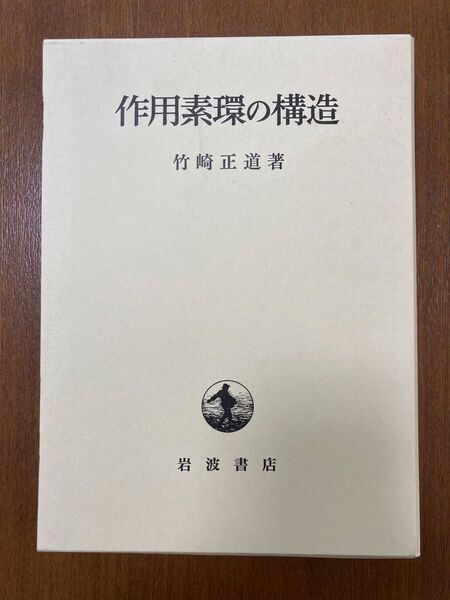 作用素環の構造
竹崎正道著
岩波書店